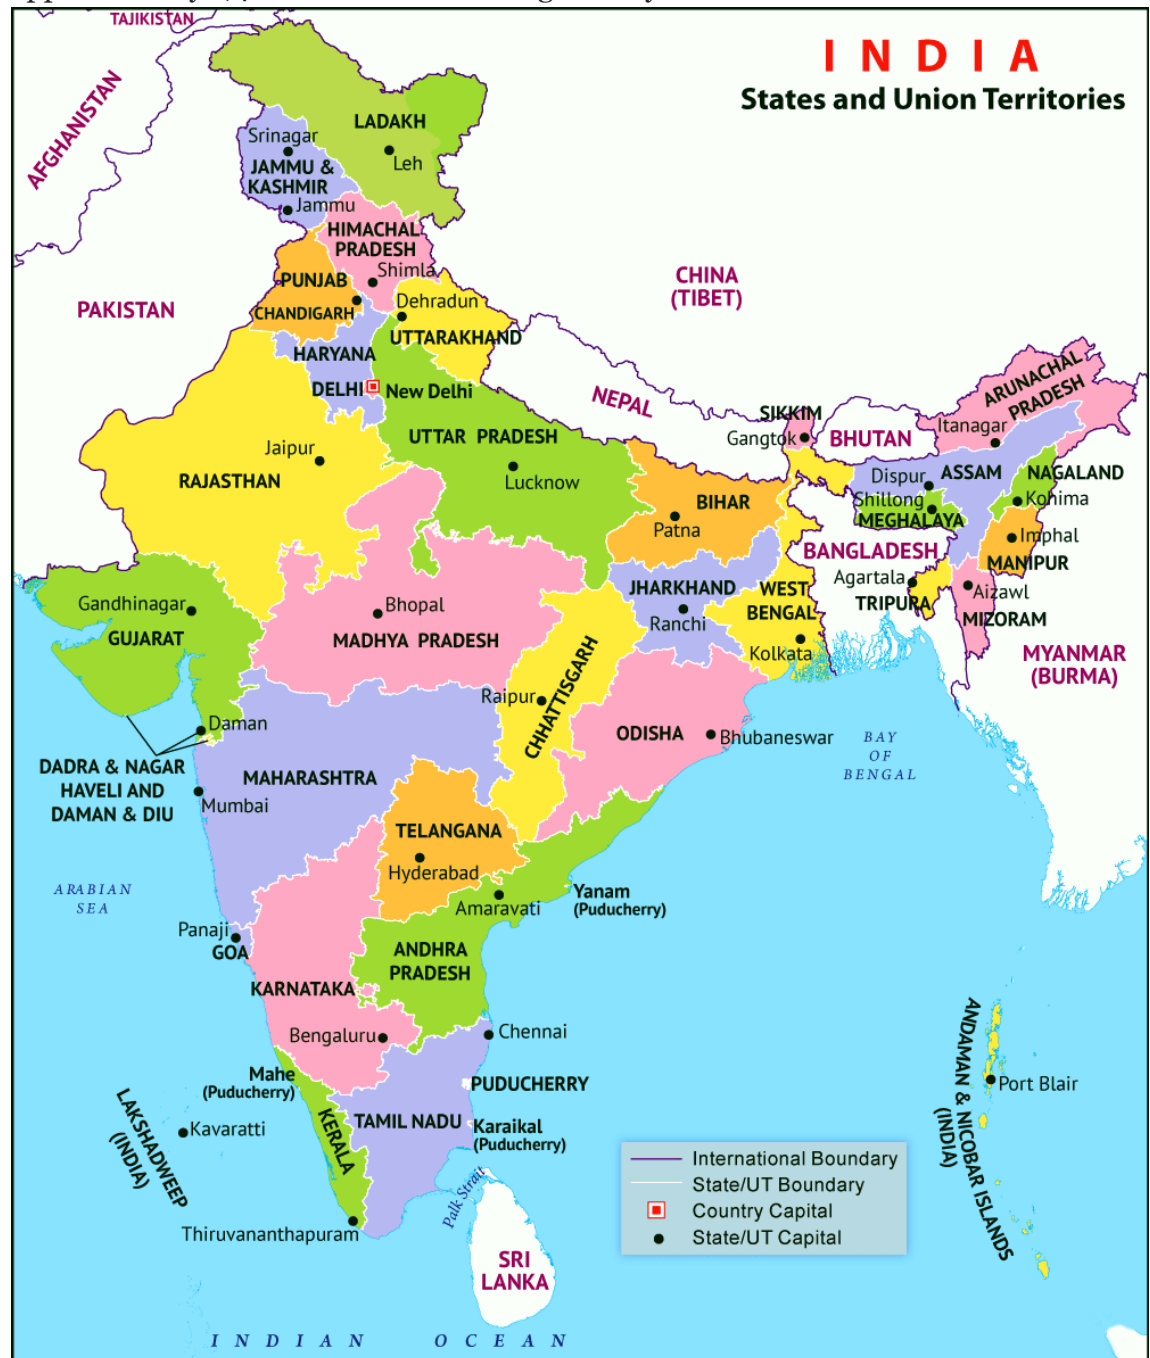 TAJIKISTAN
I N D I A
States and Union Territories
AFGHANISTAN
LADAKH
Leh
Srinagar
JAMMU &
KASHMIR
Jammu
HIMACHAL
PRADESH
Shimla
PUNJAB
CHANDIGARH
Dehradun
UTTARAKHAND
CHINA
(TIBET)
PAKISTAN
HARYANA
DELHI
New Delhi
NEPAL
SIKKIM
Gangtok
BHUTAN
ARUNACHAL
PRADESH
Itanagar
UTTAR PRADESH
Lucknow
Jaipur
RAJASTHAN
BIHAR
Patna
Dispur
ASSAM
NAGALAND
Kohima
Shillong
MEGHALAYA
Imphal
MANIPUR
BANGLADESH
Agartala
TRIPURA
Aizawl
MIZORAM
JHARKHAND
Ranchi
WEST
BENGAL
Kolkata
MYANMAR
(BURMA)
Gandhinagar
GUJARAT
Bhopal
MADHYA PRADESH
CHHATTISGARH
Raipur
ODISHA
Bhubaneswar
BAY
OF
BENGAL
Daman
DADRA & NAGAR
HAVELI AND
DAMAN & DIU
MAHARASHTRA
Mumbai
TELANGANA
Hyderabad
ARABIAN
SEA
Amaravati
Yanam
(Puducherry)
Panaji
GOA
ANDHRA
PRADESH
KARNATAKA
Bengaluru
Chennai
Mahe
(Puducherry)
PUDUCHERRY
KERALA
TAMIL NADU
Karaikal
(Puducherry)
LAKSHADWEEP
(INDIA)
Kavaratti
Thiruvananthapuram
Palk Strait
SRI
LANKA
ANDAMAN & NICOBAR ISLANDS
(INDIA)
Port Blair
International Boundary
State/UT Boundary
Country Capital
State/UT Capital
I N D I A N O C E A N